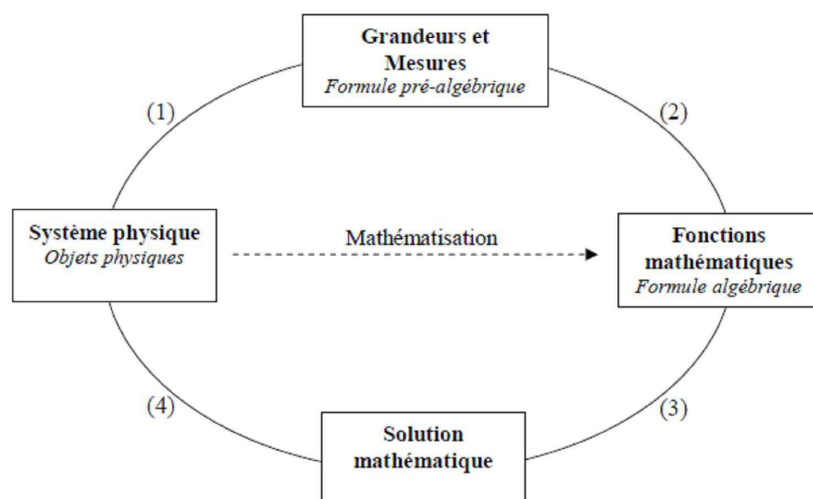 Grandeurs et
Mesures
Formule pré-algébrique
(1)
(2)
Système physique
Objets physiques
Mathématisation
Fonctions
mathématiques
Formule algébrique
(4)
(3)
Solution
mathématique